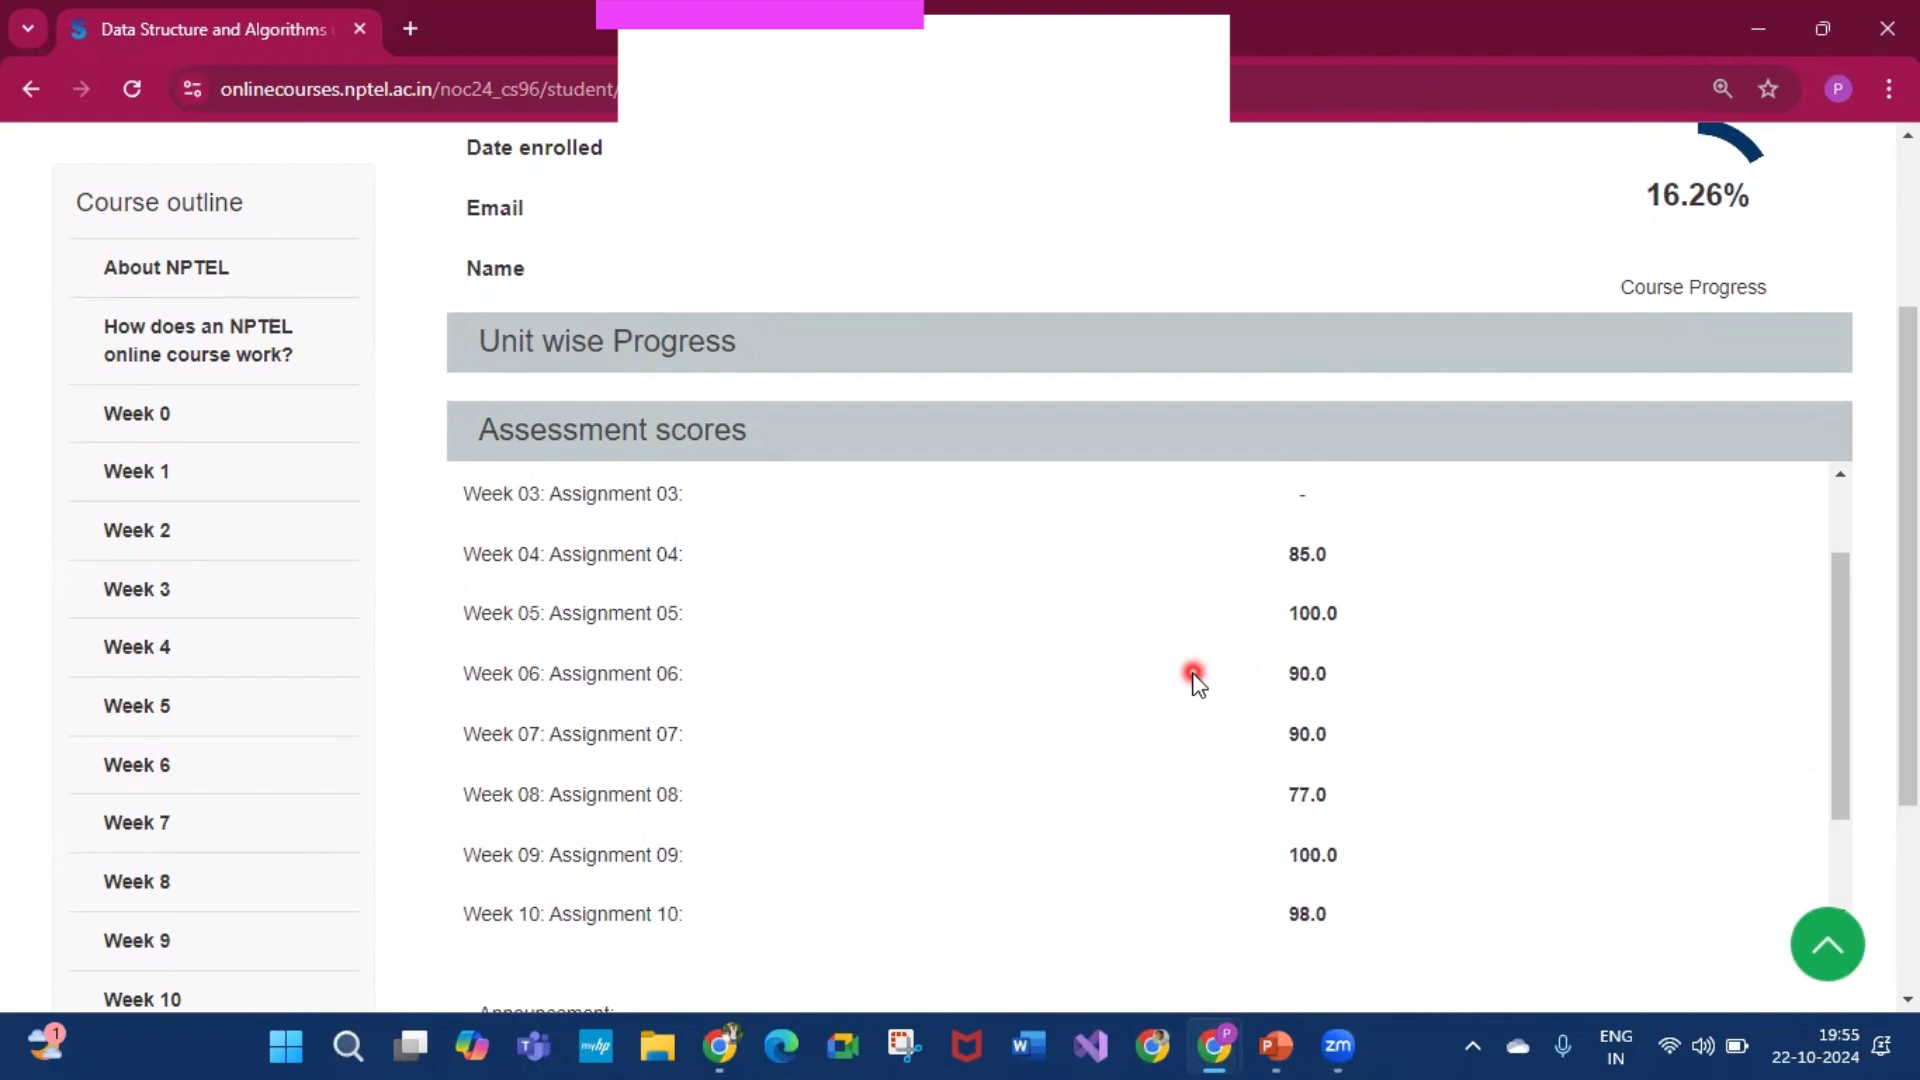 Data Structure and Algorithms
onlinecourses.nptel.ac.in/noc24_cs96/student/
P
Date enrolled
Email
Name
16.26%
Course Progress
Course outline
About NPTEL
How does an NPTEL
online course work?
Week 0
Week 1
Week 2
Week 3
Week 4
Week 5
Week 6
Week 7
Week 8
Week 9
Week 10
Unit wise Progress
Assessment scores
Week 03: Assignment 03: -
Week 04: Assignment 04: 85.0
Week 05: Assignment 05: 100.0
Week 06: Assignment 06: 90.0
Week 07: Assignment 07: 90.0
Week 08: Assignment 08: 77.0
Week 09: Assignment 09: 100.0
Week 10: Assignment 10: 98.0
Announcement:
1
myhp
W
P
P
zm
ENG
IN
19:55
22-10-2024